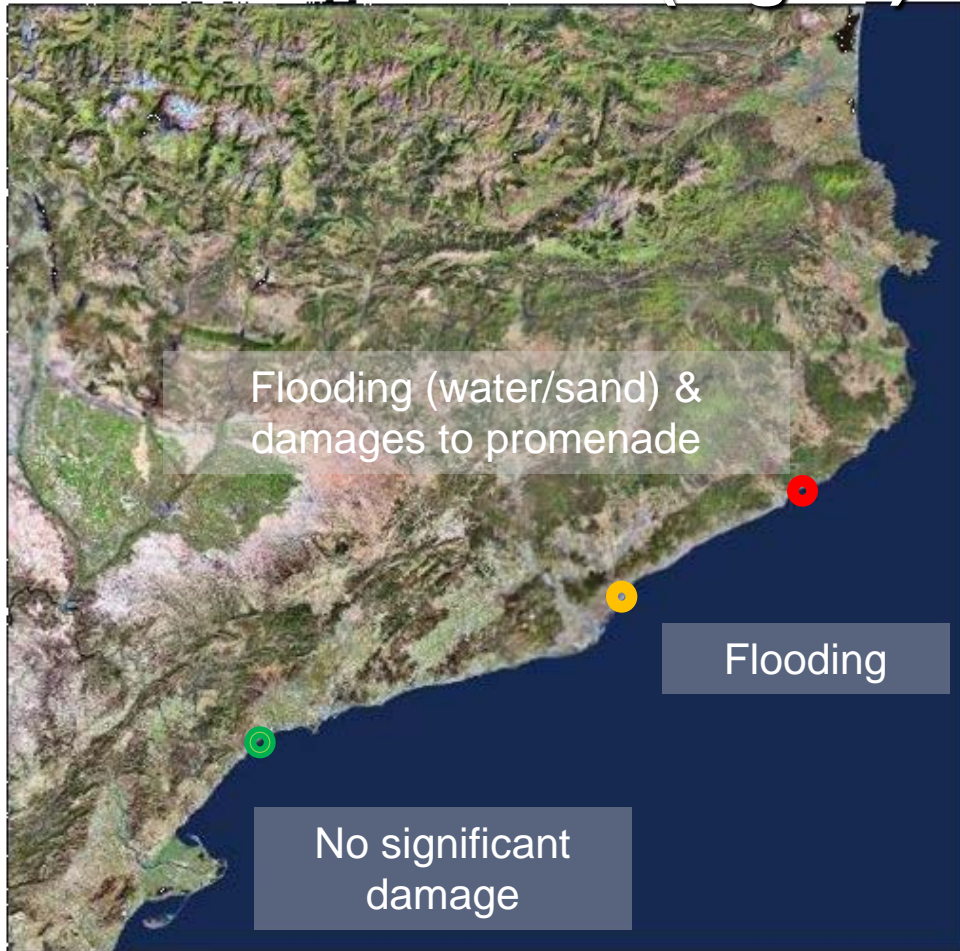 Flooding (water/sand) &
damages to promenade
Flooding
No significant
damage